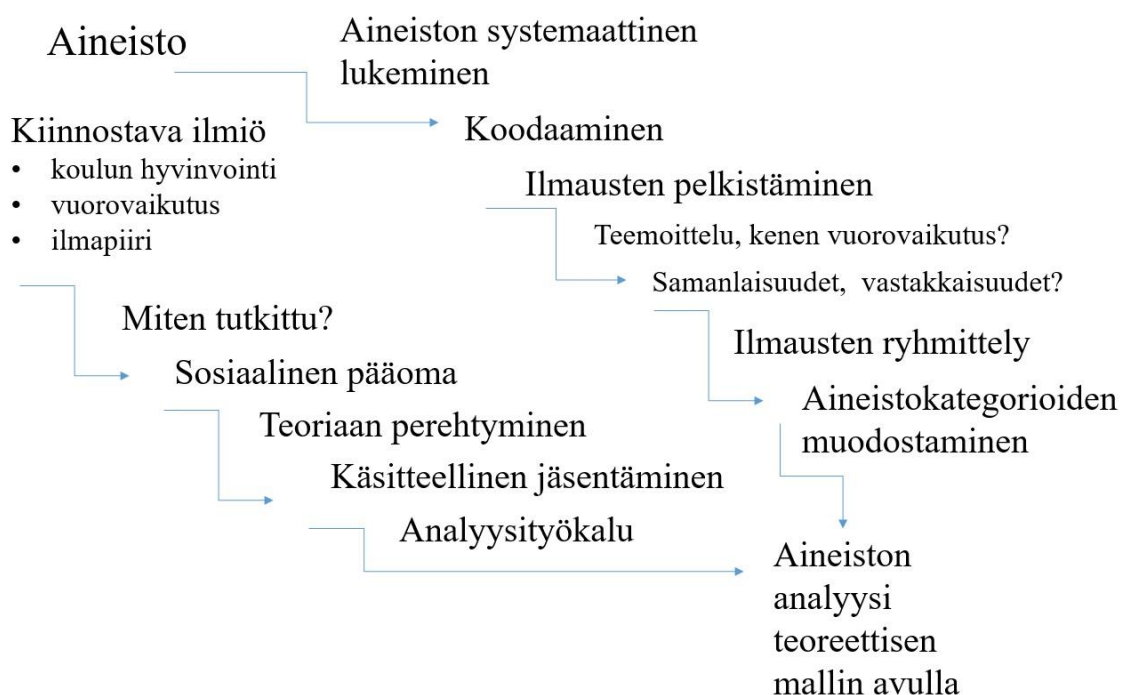 Aineisto
Aineiston systemaattinen
lukeminen
Koodaaminen
Ilmausten pelkistäminen
Teemoittelu, kenen vuorovaikutus?
Samanlaisuudet, vastakkaisuudet?
Ilmausten ryhmittely
Aineistokategorioiden
muodostaminen
Kiinnostava ilmiö
• koulun hyvinvointi
• vuorovaikutus
• ilmapiiri
Miten tutkittu?
Sosiaalinen pääoma
Teoriaan perehtyminen
Käsitteellinen jäsentäminen
Analyysityökalu
Aineiston
analyysi
teoreettisen
mallin avulla